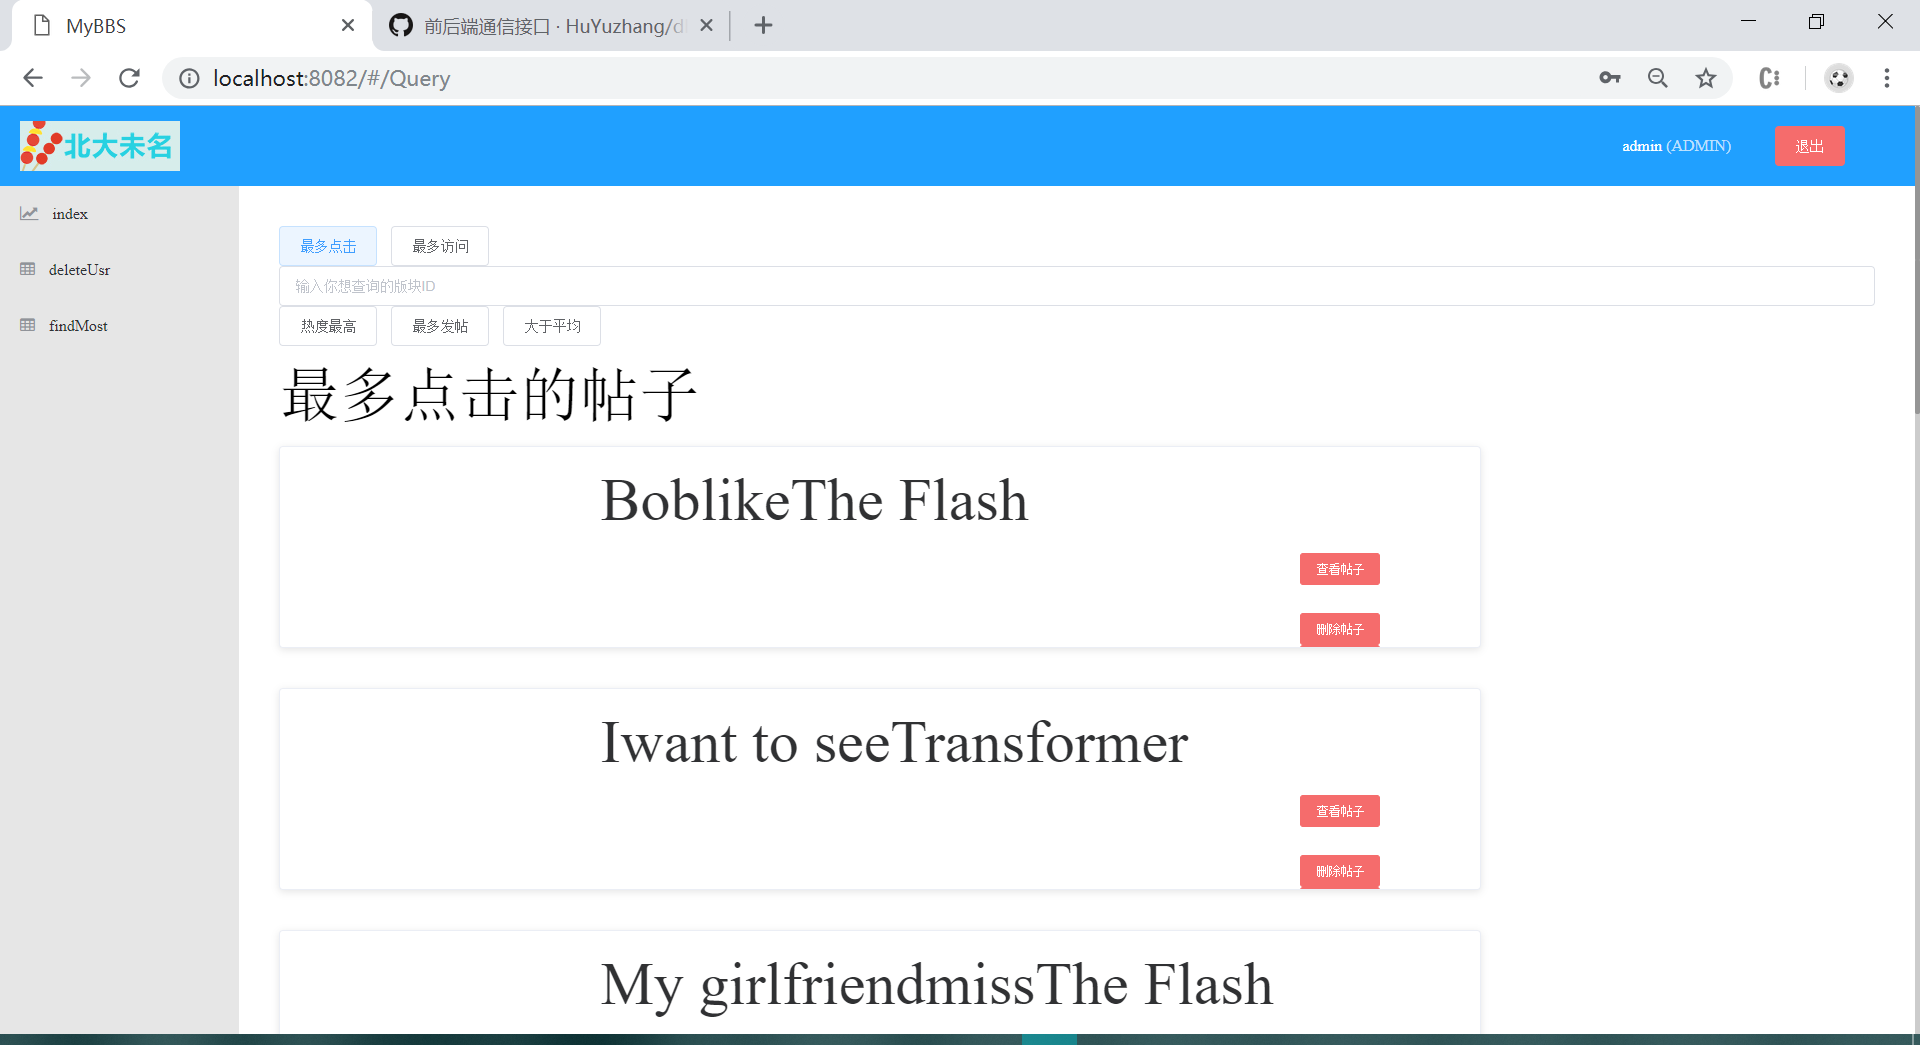 MyBBS
前后端通信接口 · HuYuzhang/d
localhost:8082/#/Query
北大未名
admin (ADMIN)
退出
index
deleteUsr
findMost
最多点击
最多访问
输入你想查询的版块ID
热度最高
最多发帖
大于平均
最多点击的帖子
BoblikeThe Flash
查看帖子
删除帖子
Iwant to seeTransformer
查看帖子
删除帖子
My girlfriendmissThe Flash